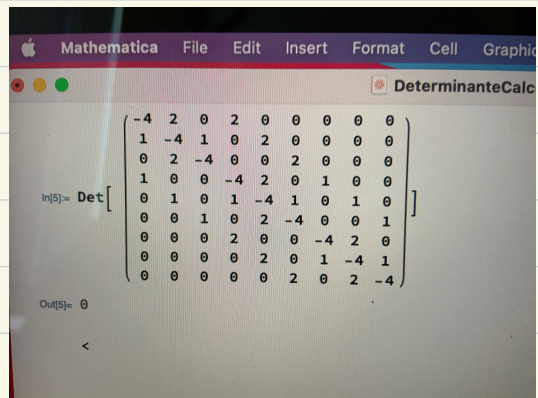 Mathematica File Edit Insert Format Cell Graphic
DeterminanteCalc
-4 2 0 2 0 0 0 0 0
1 -4 1 0 2 0 0 0 0
0 2 -4 0 0 2 0 0 0
1 0 0 -4 2 0 1 0 0
In[5]:= Det[ 0 1 0 1 -4 1 0 1 0 ]
0 0 1 0 2 -4 0 0 1
0 0 0 2 0 0 -4 2 0
0 0 0 0 2 0 1 -4 1
0 0 0 0 0 2 0 2 -4
Out[5]= 0
<